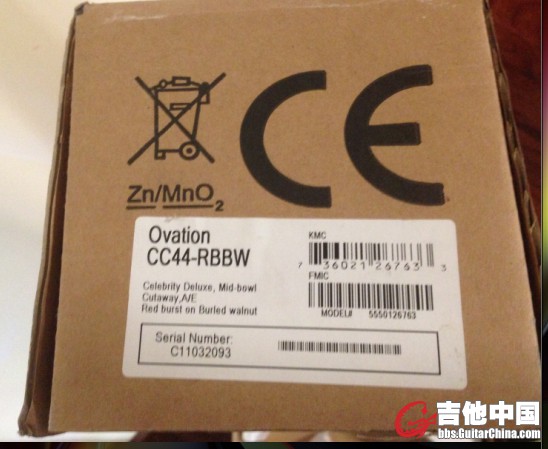 CE
Zn/MnO₂
Ovation
CC44-RBBW
Celebrity Deluxe, Mid-bowl
Cutaway,A/E
Red burst on Burled walnut
Serial Number:
C11032093
KMC
7 36021 26763 3
FMIC
MODEL# 5550126763
吉他中国
bbs.GuitarChina.com